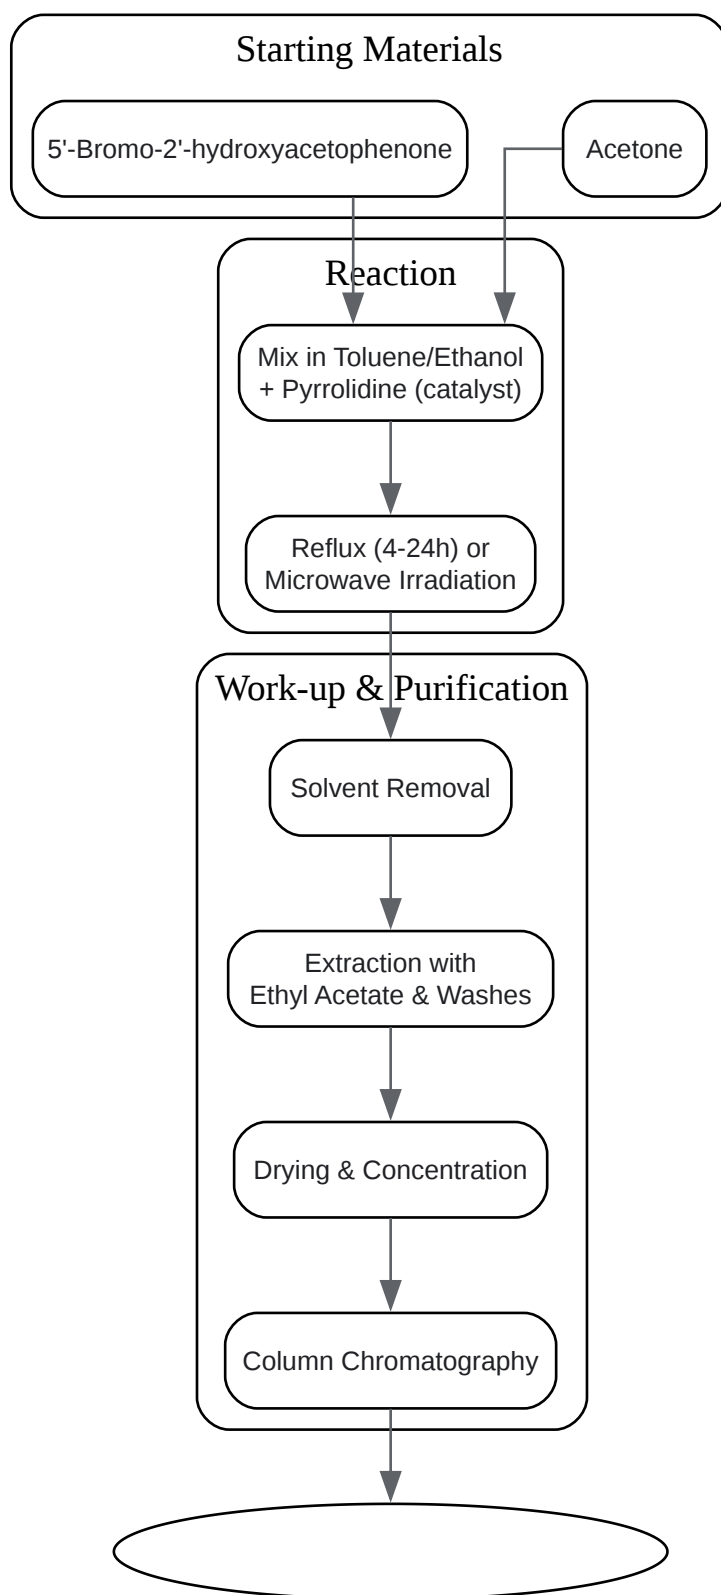 Starting Materials
5'-Bromo-2'-hydroxyacetophenone
Acetone
Reaction
Mix in Toluene/Ethanol
+ Pyrrolidine (catalyst)
Reflux (4-24h) or
Microwave Irradiation
Work-up & Purification
Solvent Removal
Extraction with
Ethyl Acetate & Washes
Drying & Concentration
Column Chromatography